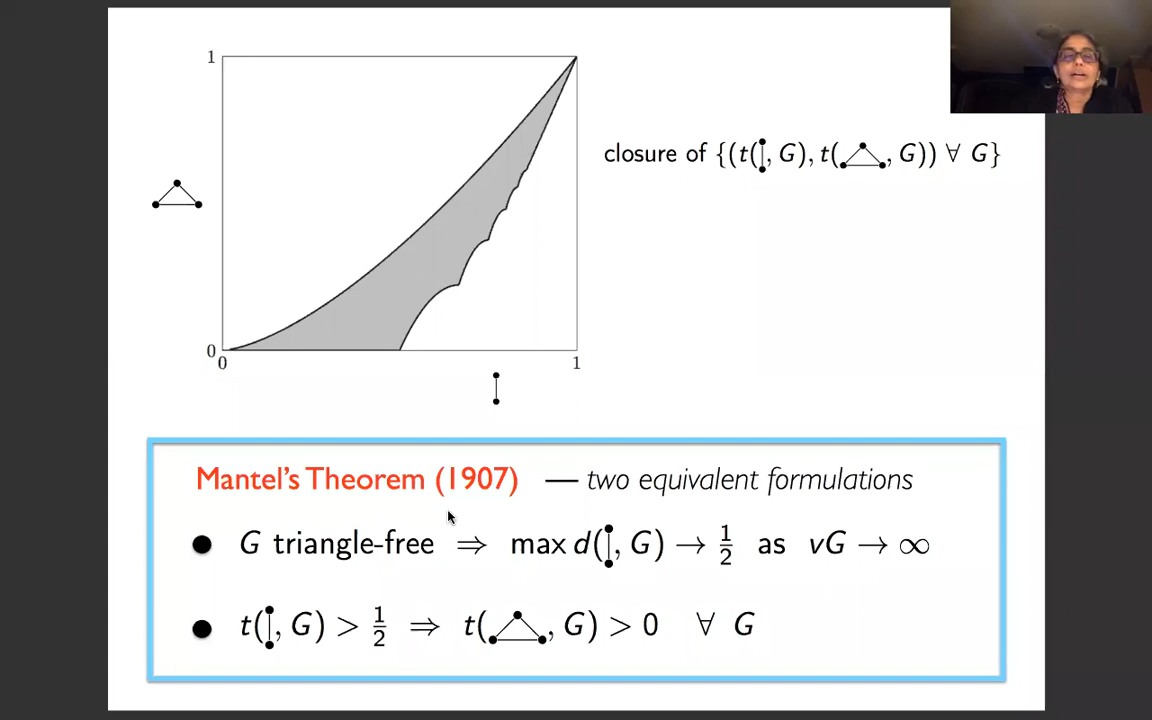 1
closure of {(t(, G), t(, G)) ∀ G}
0
0
1
Mantel's Theorem (1907) — two equivalent formulations
● G triangle-free ⇒ max d(, G) → 1/2 as vG → ∞
● t(, G) > 1/2 ⇒ t(, G) > 0 ∀ G